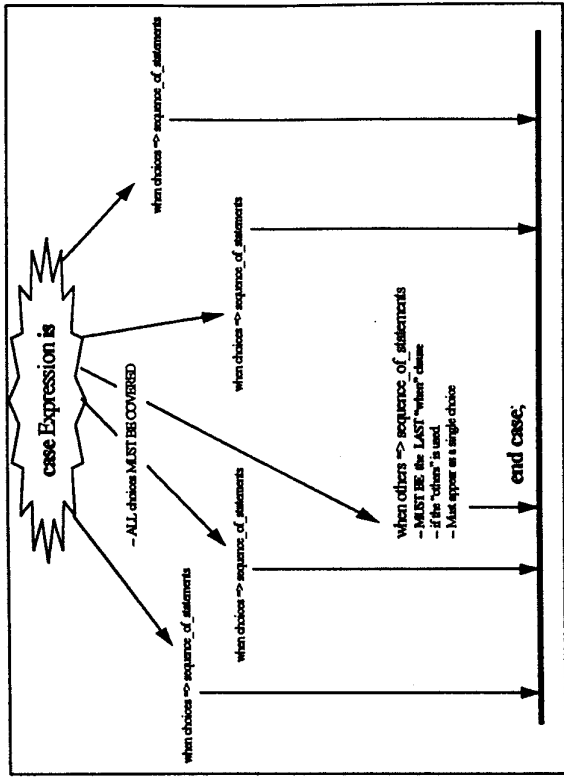 case Expression is
– ALL choices MUST BE COVERED
when choices => sequence_of_statements
when choices => sequence_of_statements
when choices => sequence_of_statements
when choices => sequence_of_statements
when others => sequence_of_statements
– MUST BE the LAST "when" clause
– if the "others" is used
– Must appear as a single choice
end case;